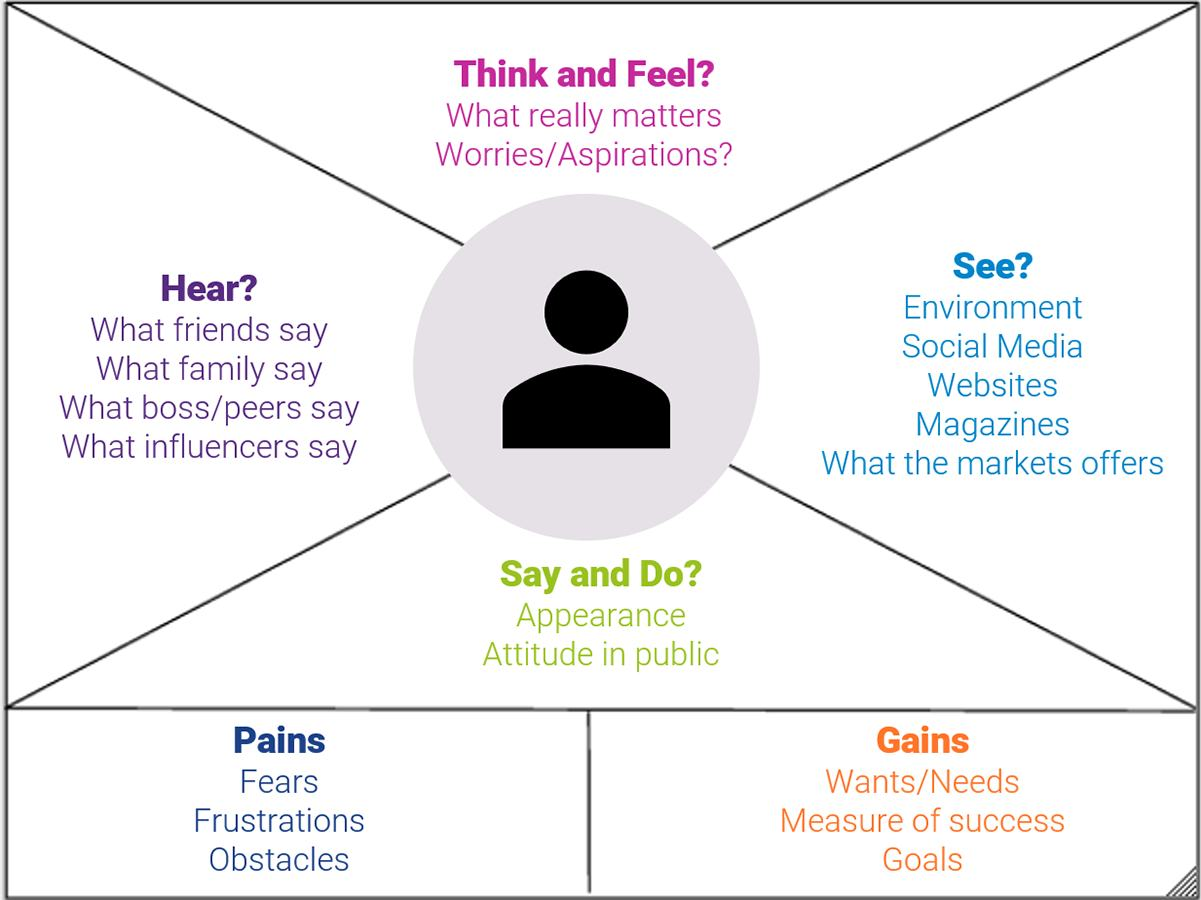 Think and Feel?
What really matters
Worries/Aspirations?
Hear?
What friends say
What family say
What boss/peers say
What influencers say
See?
Environment
Social Media
Websites
Magazines
What the markets offers
Say and Do?
Appearance
Attitude in public
Pains
Fears
Frustrations
Obstacles
Gains
Wants/Needs
Measure of success
Goals